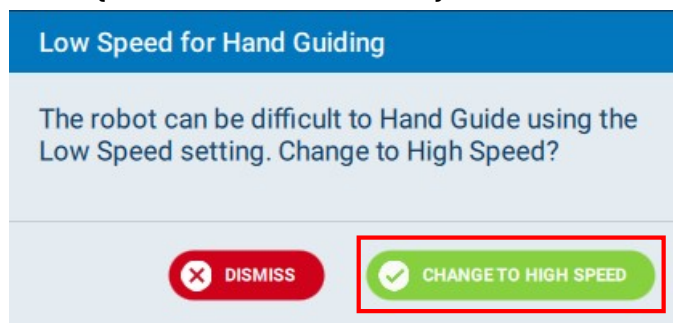 Low Speed for Hand Guiding
The robot can be difficult to Hand Guide using the
Low Speed setting. Change to High Speed?
DISMISS
CHANGE TO HIGH SPEED